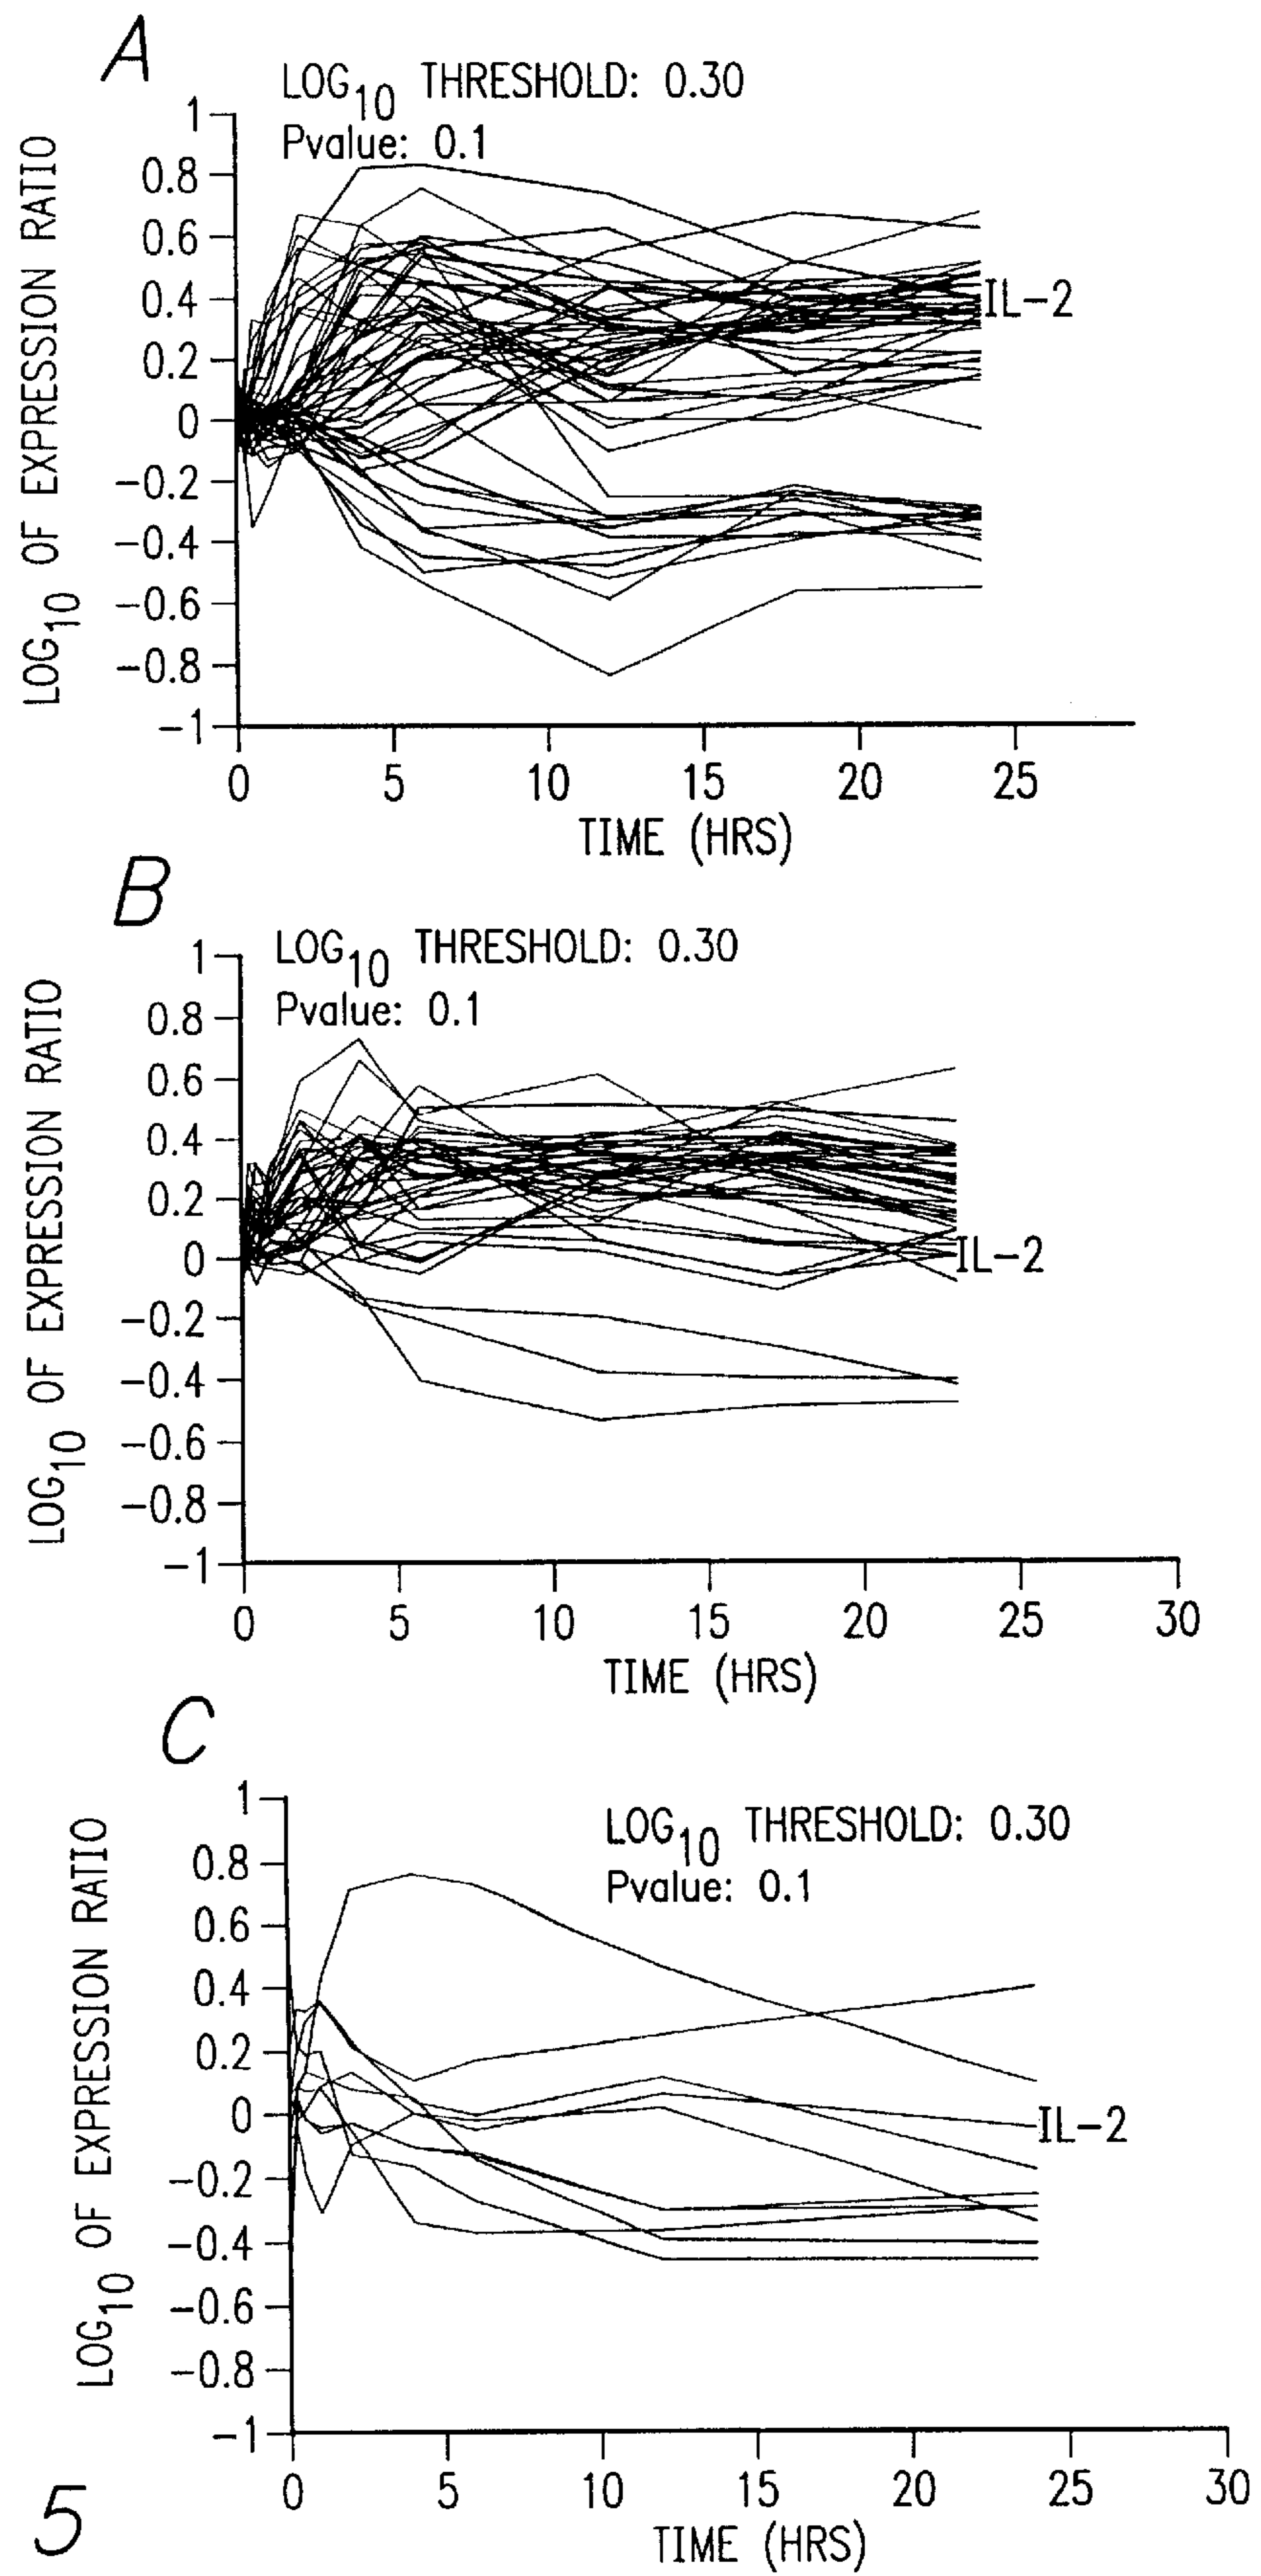 A
LOG10 THRESHOLD: 0.30
Pvalue: 0.1
LOG10 OF EXPRESSION RATIO
1
0.8
0.6
0.4
0.2
0
−0.2
−0.4
−0.6
−0.8
−1
IL−2
0 5 10 15 20 25
TIME (HRS)
B
LOG10 THRESHOLD: 0.30
Pvalue: 0.1
LOG10 OF EXPRESSION RATIO
1
0.8
0.6
0.4
0.2
0
−0.2
−0.4
−0.6
−0.8
−1
IL−2
0 5 10 15 20 25 30
TIME (HRS)
C
LOG10 THRESHOLD: 0.30
Pvalue: 0.1
LOG10 OF EXPRESSION RATIO
1
0.8
0.6
0.4
0.2
0
−0.2
−0.4
−0.6
−0.8
−1
IL−2
0 5 10 15 20 25 30
TIME (HRS)
5